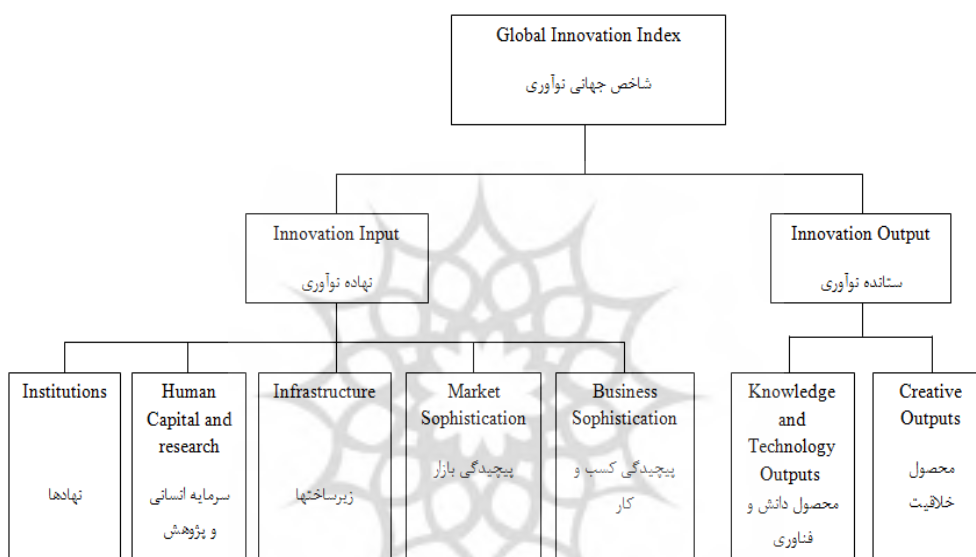 Global Innovation Index
شاخص جهانی نوآوری
Innovation Input
نهاده نوآوری
Innovation Output
ستانده نوآوری
Institutions
نهادها
Human
Capital and
research
سرمایه انسانی
و پژوهش
Infrastructure
زیرساختها
Market
Sophistication
پیچیدگی بازار
Business
Sophistication
پیچیدگی کسب و
کار
Knowledge
and
Technology
Outputs
محصول دانش و
فناوری
Creative
Outputs
محصول
خلاقیت